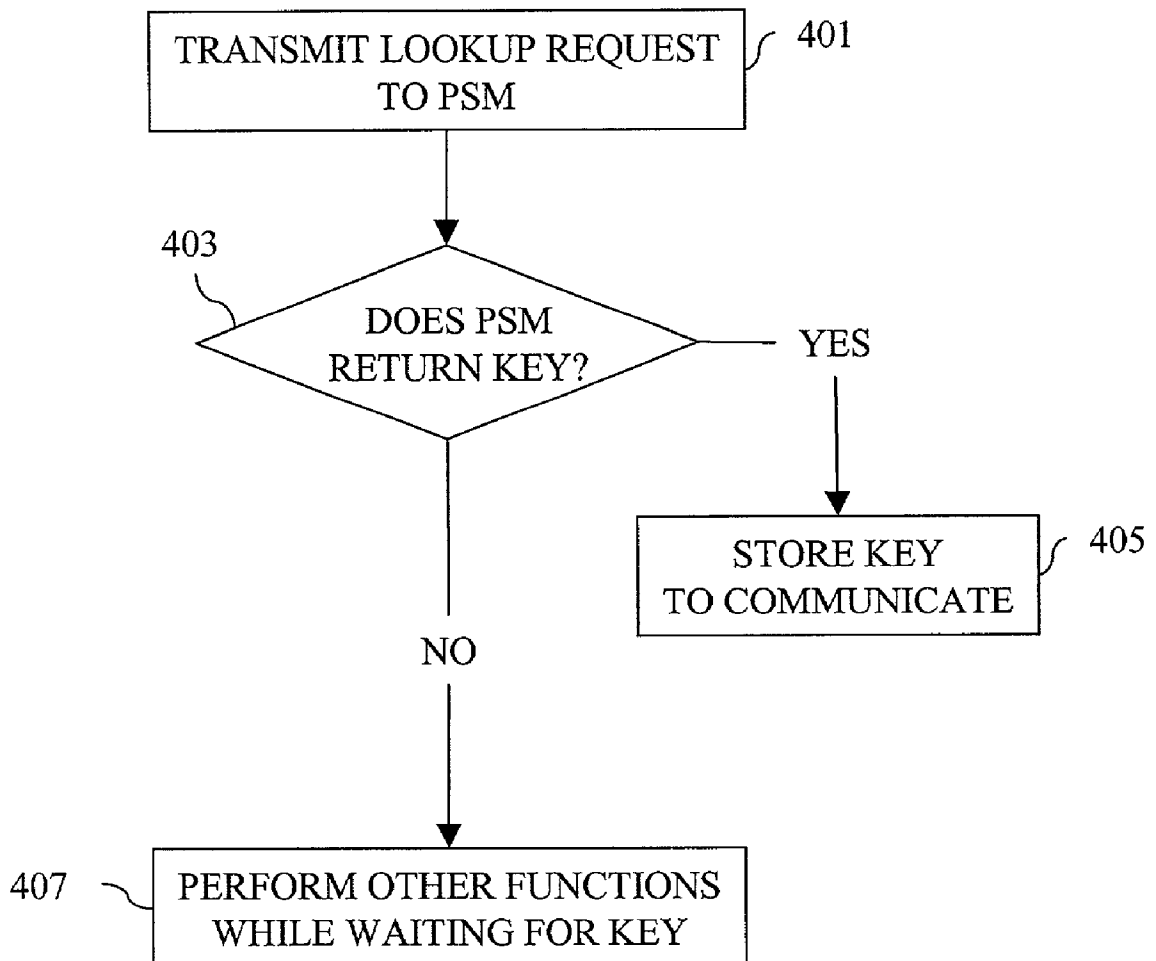 TRANSMIT LOOKUP REQUEST
TO PSM
401
403
DOES PSM
RETURN KEY?
YES
STORE KEY
TO COMMUNICATE
405
NO
407
PERFORM OTHER FUNCTIONS
WHILE WAITING FOR KEY